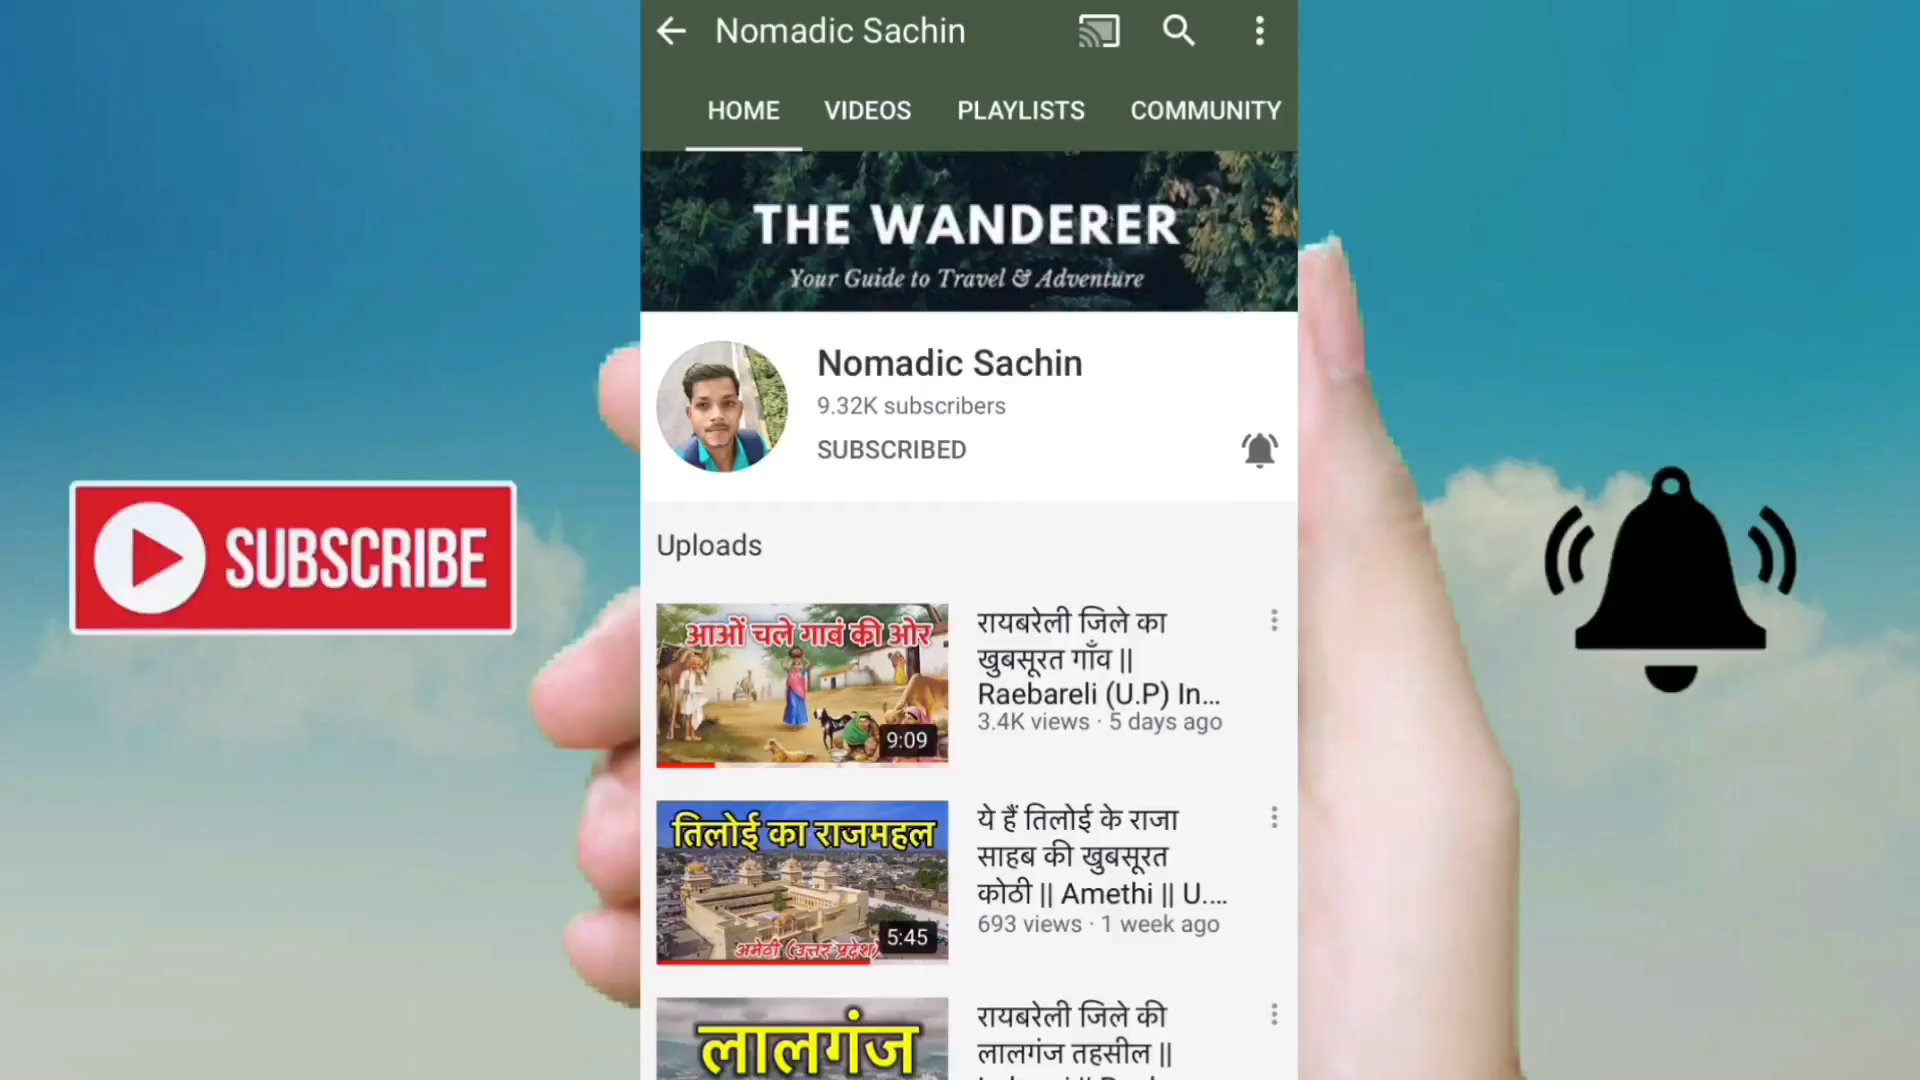 Nomadic Sachin
HOME VIDEOS PLAYLISTS COMMUNITY
THE WANDERER
Your Guide to Travel & Adventure
Nomadic Sachin
9.32K subscribers
SUBSCRIBED
SUBSCRIBE
Uploads
आओं चले गावं की ओर
9:09
रायबरेली जिले का
खुबसूरत गाँव ||
Raebareli (U.P) In...
3.4K views · 5 days ago
तिलोई का राजमहल
अमेठी (उत्तर प्रदेश)
5:45
ये हैं तिलोई के राजा
साहब की खुबसूरत
कोठी || Amethi || U....
693 views · 1 week ago
लालगंज
रायबरेली जिले की
लालगंज तहसील ||